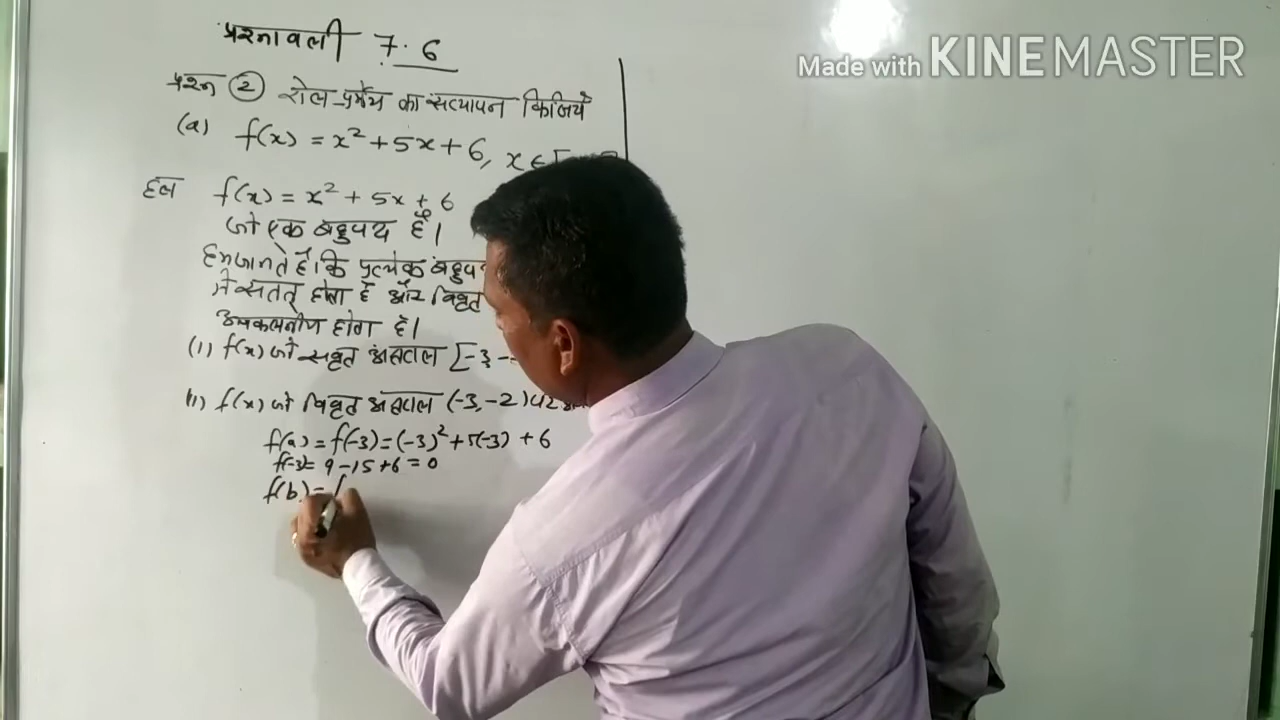 Made with KINEMASTER
प्रश्नावली 7.6
प्रश्न (2) रोल प्रमेय का सत्यापन किजिये
(a) f(x) = x² + 5x + 6, x ∈ [
हल f(x) = x² + 5x + 6
जो एक बहुपद है।
हम जानते है कि प्रत्येक बहुपद
में सतत् होता है और विवृत
अवकलनीय होता है।
(i) f(x) जो संवृत अंतराल [-3, -
(ii) f(x) जो विवृत अंतराल (-3, -2) पर
f(a) = f(-3) = (-3)² + 5(-3) + 6
f(-3) = 9 - 15 + 6 = 0
f(b) = f